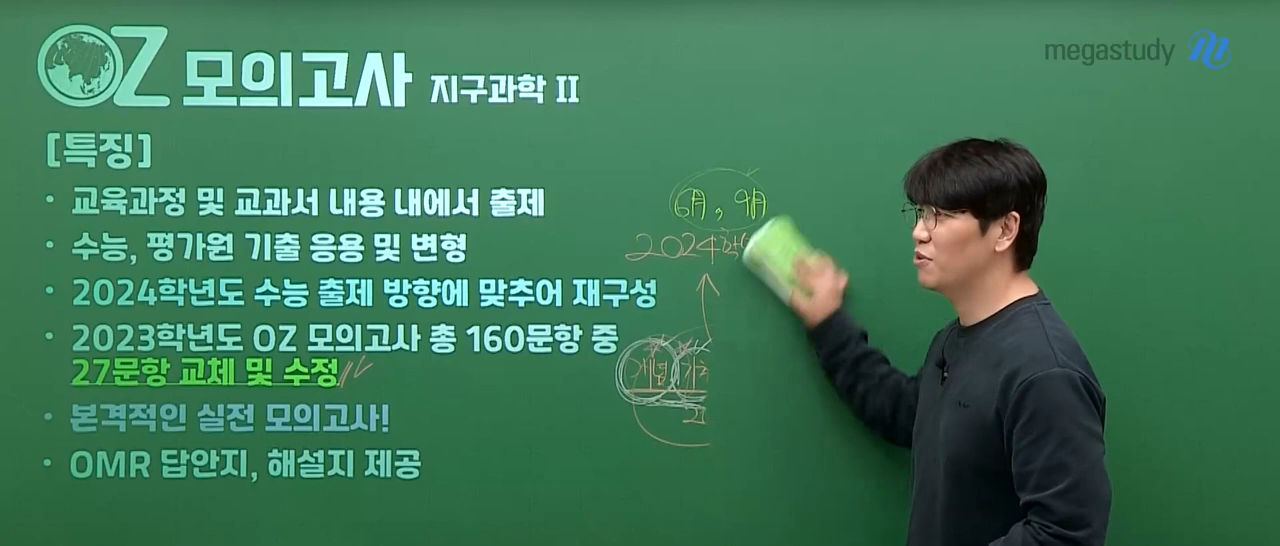 megastudy
OZ 모의고사 지구과학 II
[특징]
· 교육과정 및 교과서 내용 내에서 출제
· 수능, 평가원 기출 응용 및 변형
· 2024학년도 수능 출제 방향에 맞추어 재구성
· 2023학년도 OZ 모의고사 총 160문항 중
27문항 교체 및 수정
· 본격적인 실전 모의고사!
· OMR 답안지, 해설지 제공
6月, 9月
2024
개념